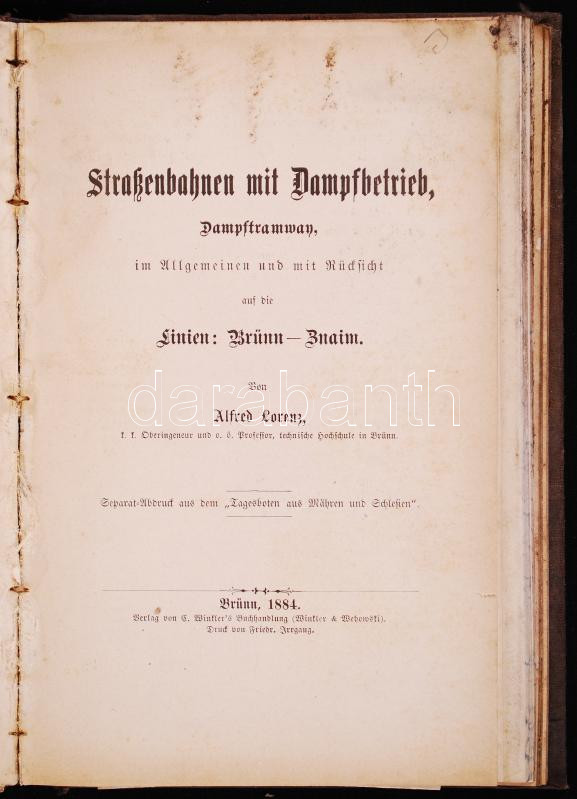 Straßenbahnen mit Dampfbetrieb,
Dampftramway,
im Allgemeinen und mit Rücksicht
auf die
Linien: Brünn—Znaim.
Von
darabanth
Alfred Lorenz,
k. k. Oberingeneur und o. ö. Professor, technische Hochschule in Brünn.
Separat-Abdruck aus dem „Tagesboten aus Mähren und Schlesien“.
Brünn, 1884.
Verlag von C. Winkler's Buchhandlung (Winkler & Wehowski).
Druck von Friedr. Irrgang.